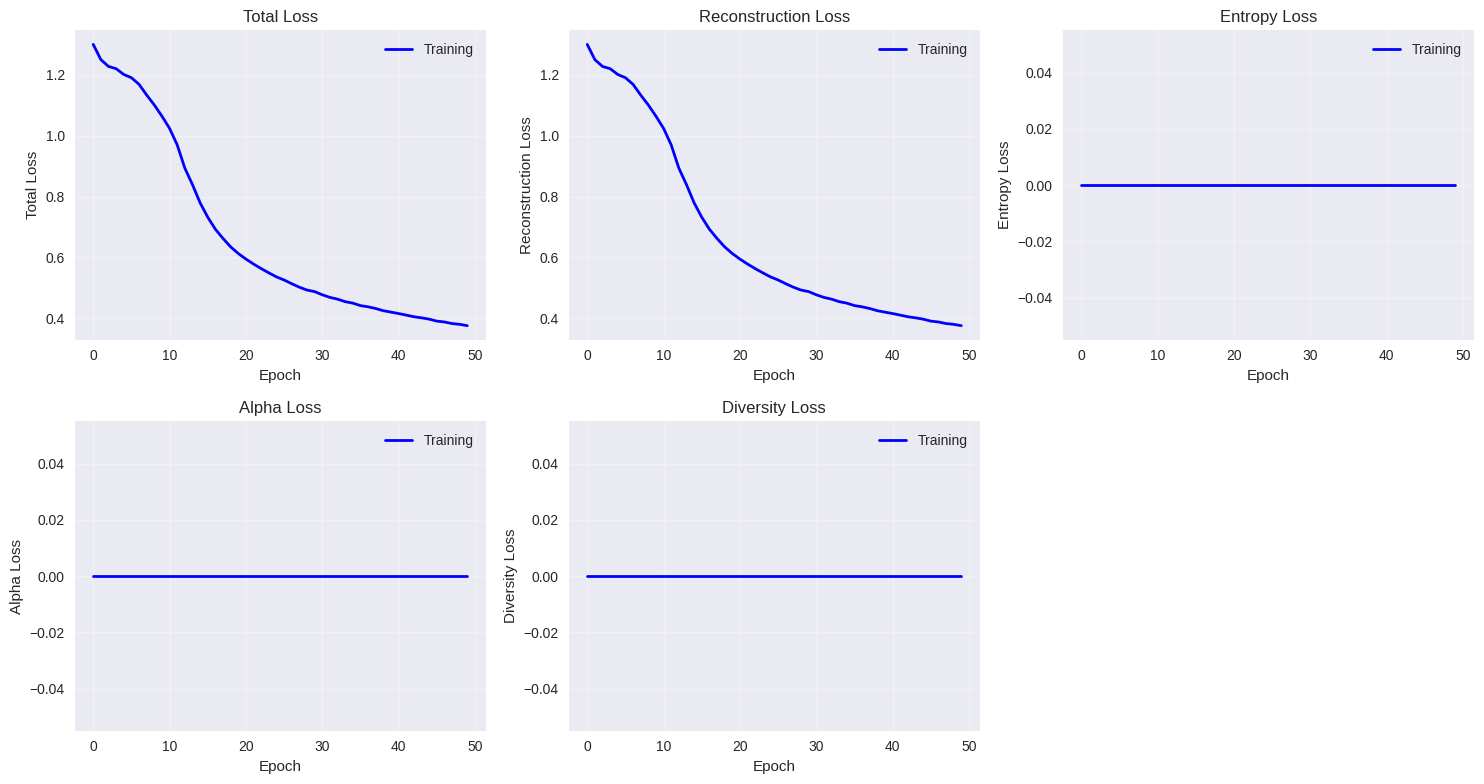 Total Loss
Training
1.2
1.0
0.8
0.6
0.4
Total Loss
0 10 20 30 40 50
Epoch
Reconstruction Loss
Training
1.2
1.0
0.8
0.6
0.4
Reconstruction Loss
0 10 20 30 40 50
Epoch
Entropy Loss
Training
0.04
0.02
0.00
−0.02
−0.04
Entropy Loss
0 10 20 30 40 50
Epoch
Alpha Loss
Training
0.04
0.02
0.00
−0.02
−0.04
Alpha Loss
0 10 20 30 40 50
Epoch
Diversity Loss
Training
0.04
0.02
0.00
−0.02
−0.04
Diversity Loss
0 10 20 30 40 50
Epoch